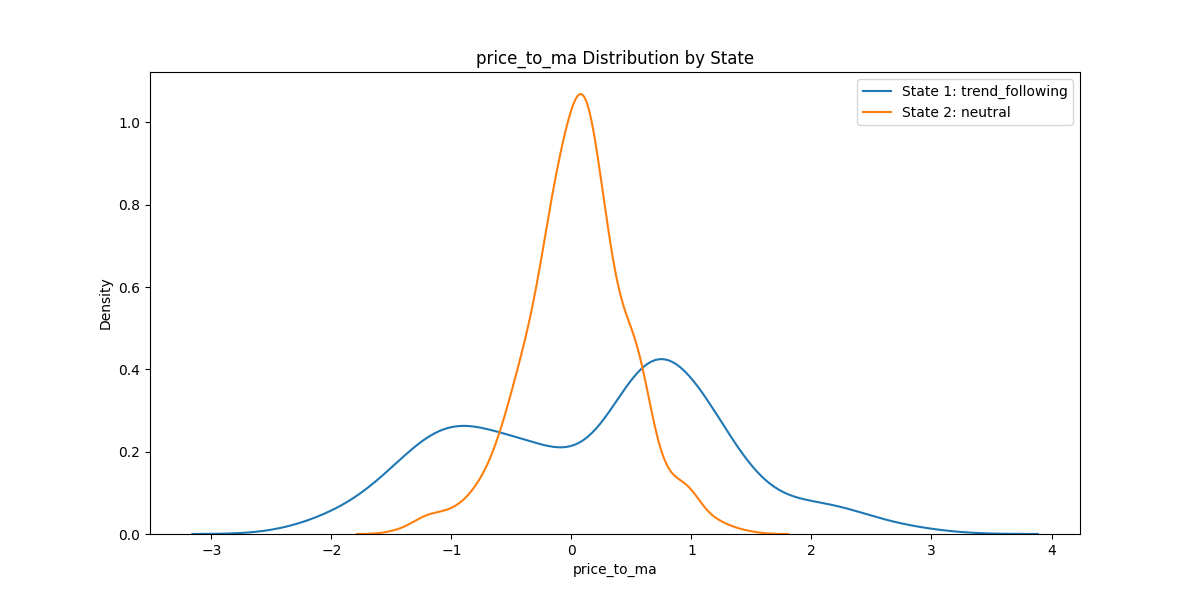 price_to_ma Distribution by State
State 1: trend_following
State 2: neutral
Density
1.0
0.8
0.6
0.4
0.2
0.0
−3
−2
−1
0
1
2
3
4
price_to_ma